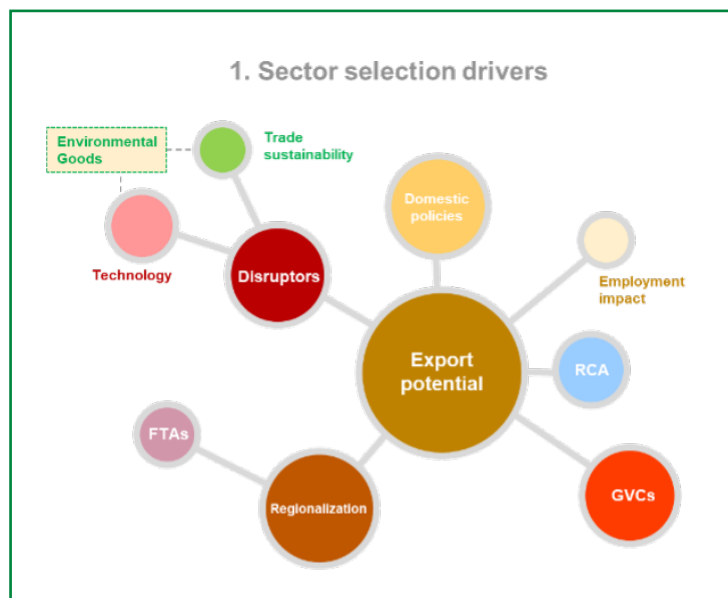 1. Sector selection drivers
Environmental
Goods
Trade
sustainability
Domestic
policies
Technology
Disruptors
Employment
impact
Export
potential
RCA
FTAs
Regionalization
GVCs